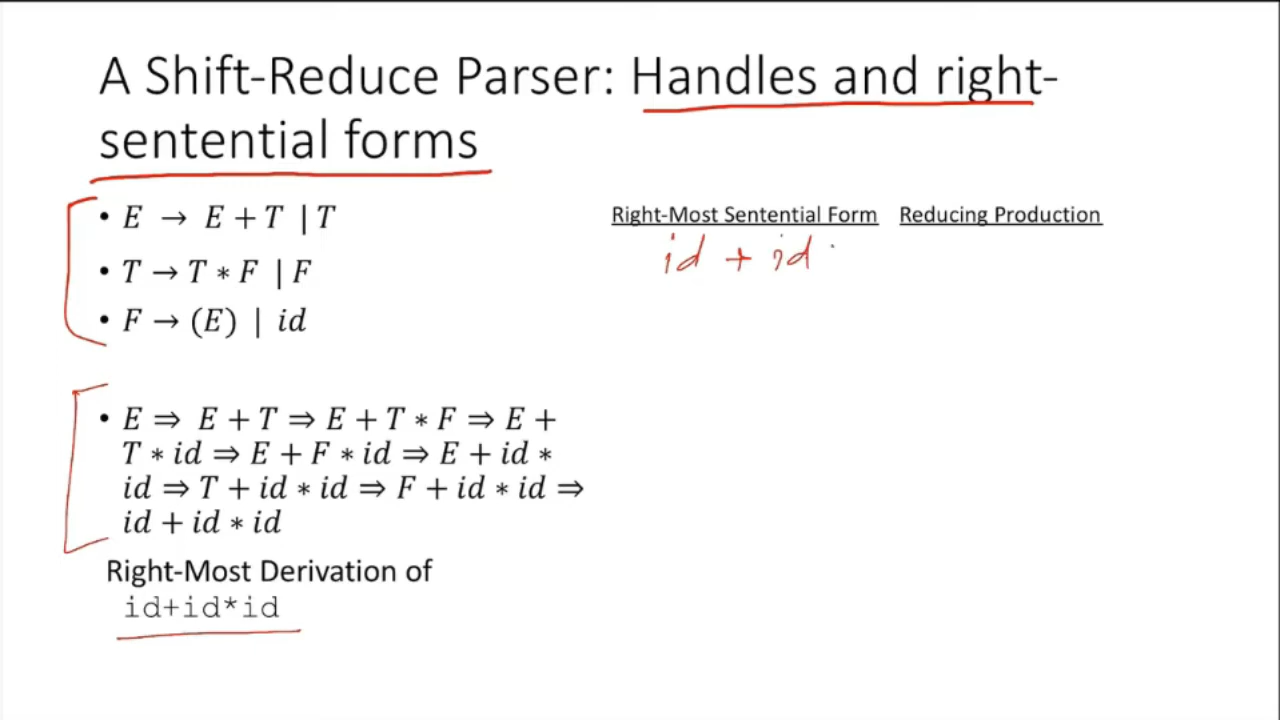 A Shift-Reduce Parser: Handles and right-
sentential forms
• E → E + T | T
• T → T ∗ F | F
• F → (E) | id
Right-Most Sentential Form Reducing Production
id + id
• E ⇒ E + T ⇒ E + T ∗ F ⇒ E +
T ∗ id ⇒ E + F ∗ id ⇒ E + id ∗
id ⇒ T + id ∗ id ⇒ F + id ∗ id ⇒
id + id ∗ id
Right-Most Derivation of
id+id*id